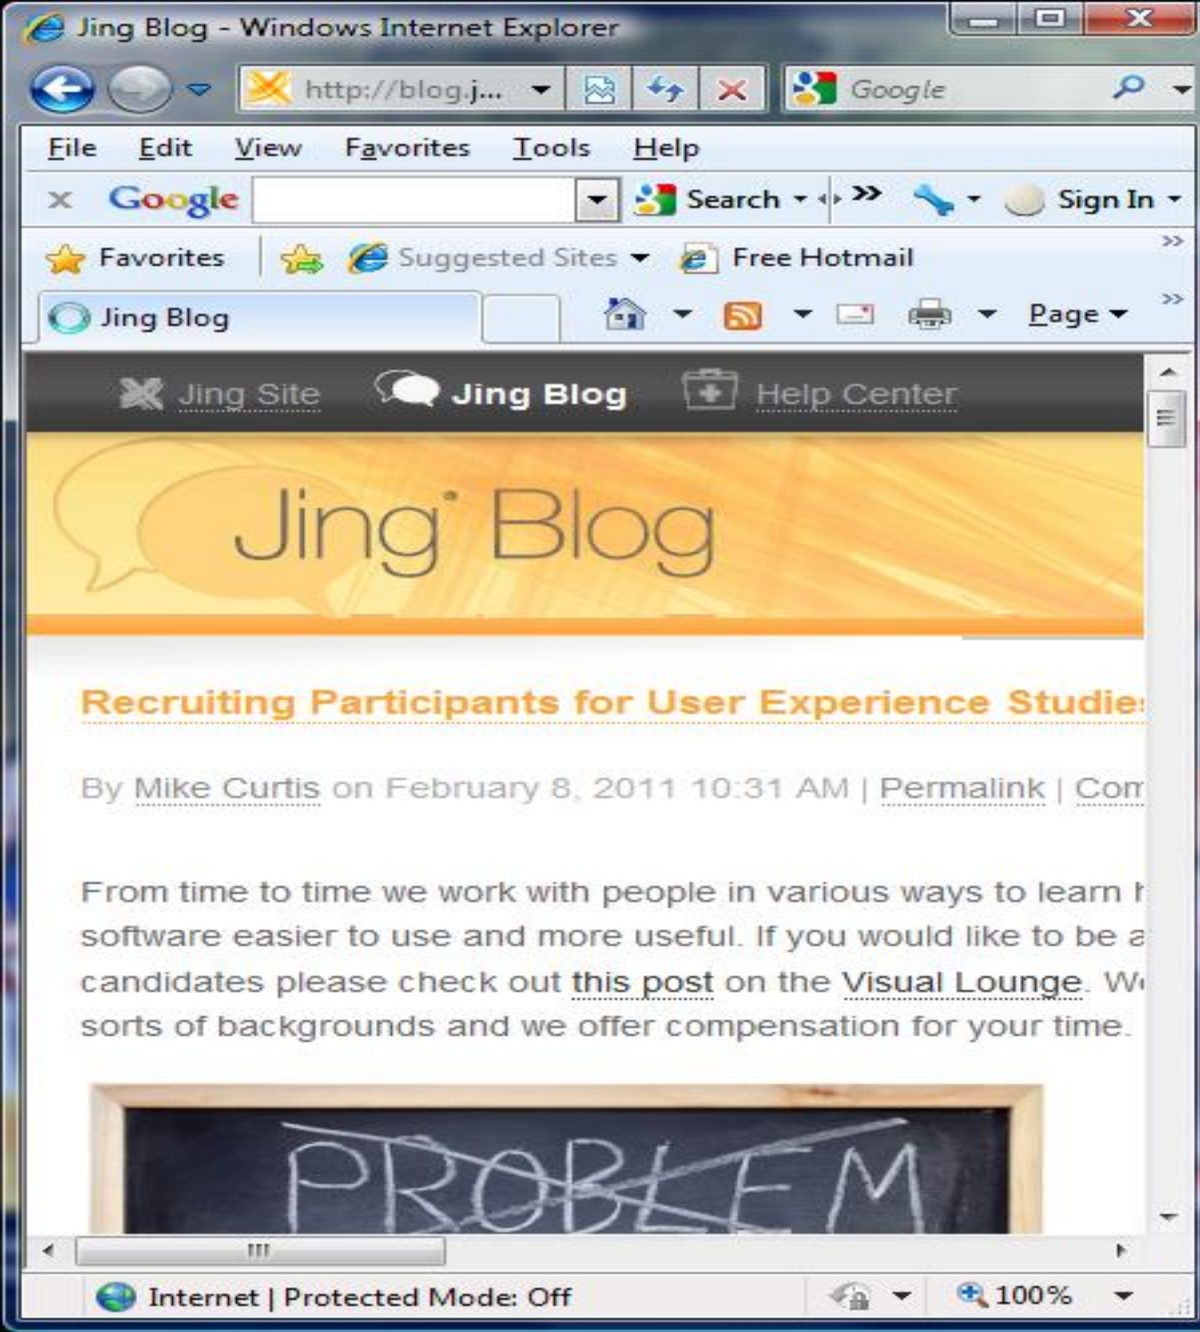 Jing Blog - Windows Internet Explorer
http://blog.j... Google
File Edit View Favorites Tools Help
x Google Search >> Sign In
Favorites Suggested Sites Free Hotmail >>
Jing Blog Page >>
Jing Site Jing Blog Help Center
Jing Blog
Recruiting Participants for User Experience Studies
By Mike Curtis on February 8, 2011 10:31 AM | Permalink | Com
From time to time we work with people in various ways to learn h
software easier to use and more useful. If you would like to be a
candidates please check out this post on the Visual Lounge. We
sorts of backgrounds and we offer compensation for your time.
PROBLEM
Internet | Protected Mode: Off 100%